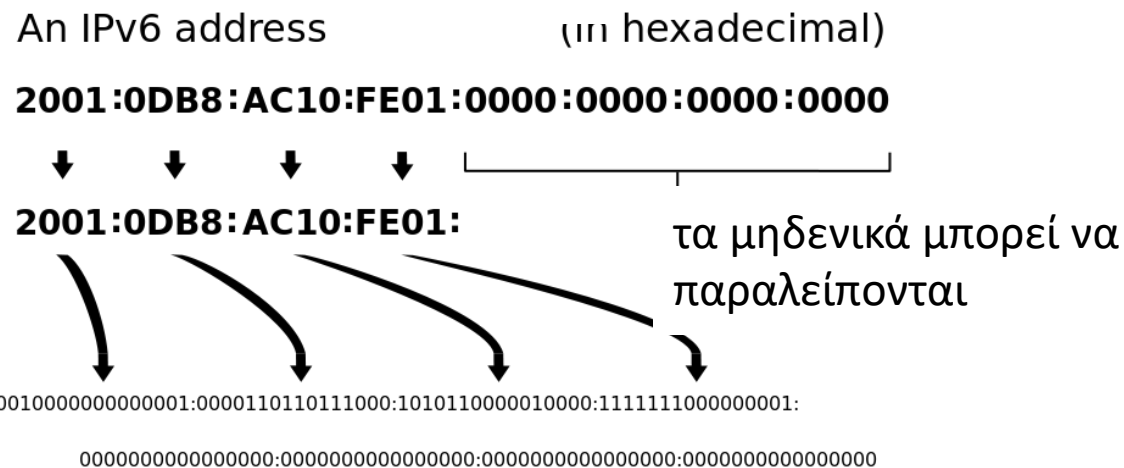 An IPv6 address (in hexadecimal)
2001:0DB8:AC10:FE01:0000:0000:0000:0000
2001:0DB8:AC10:FE01:
τα μηδενικά μπορεί να
παραλείπονται
0010000000000001:0000110110111000:1010110000010000:1111111000000001:
0000000000000000:0000000000000000:0000000000000000:0000000000000000